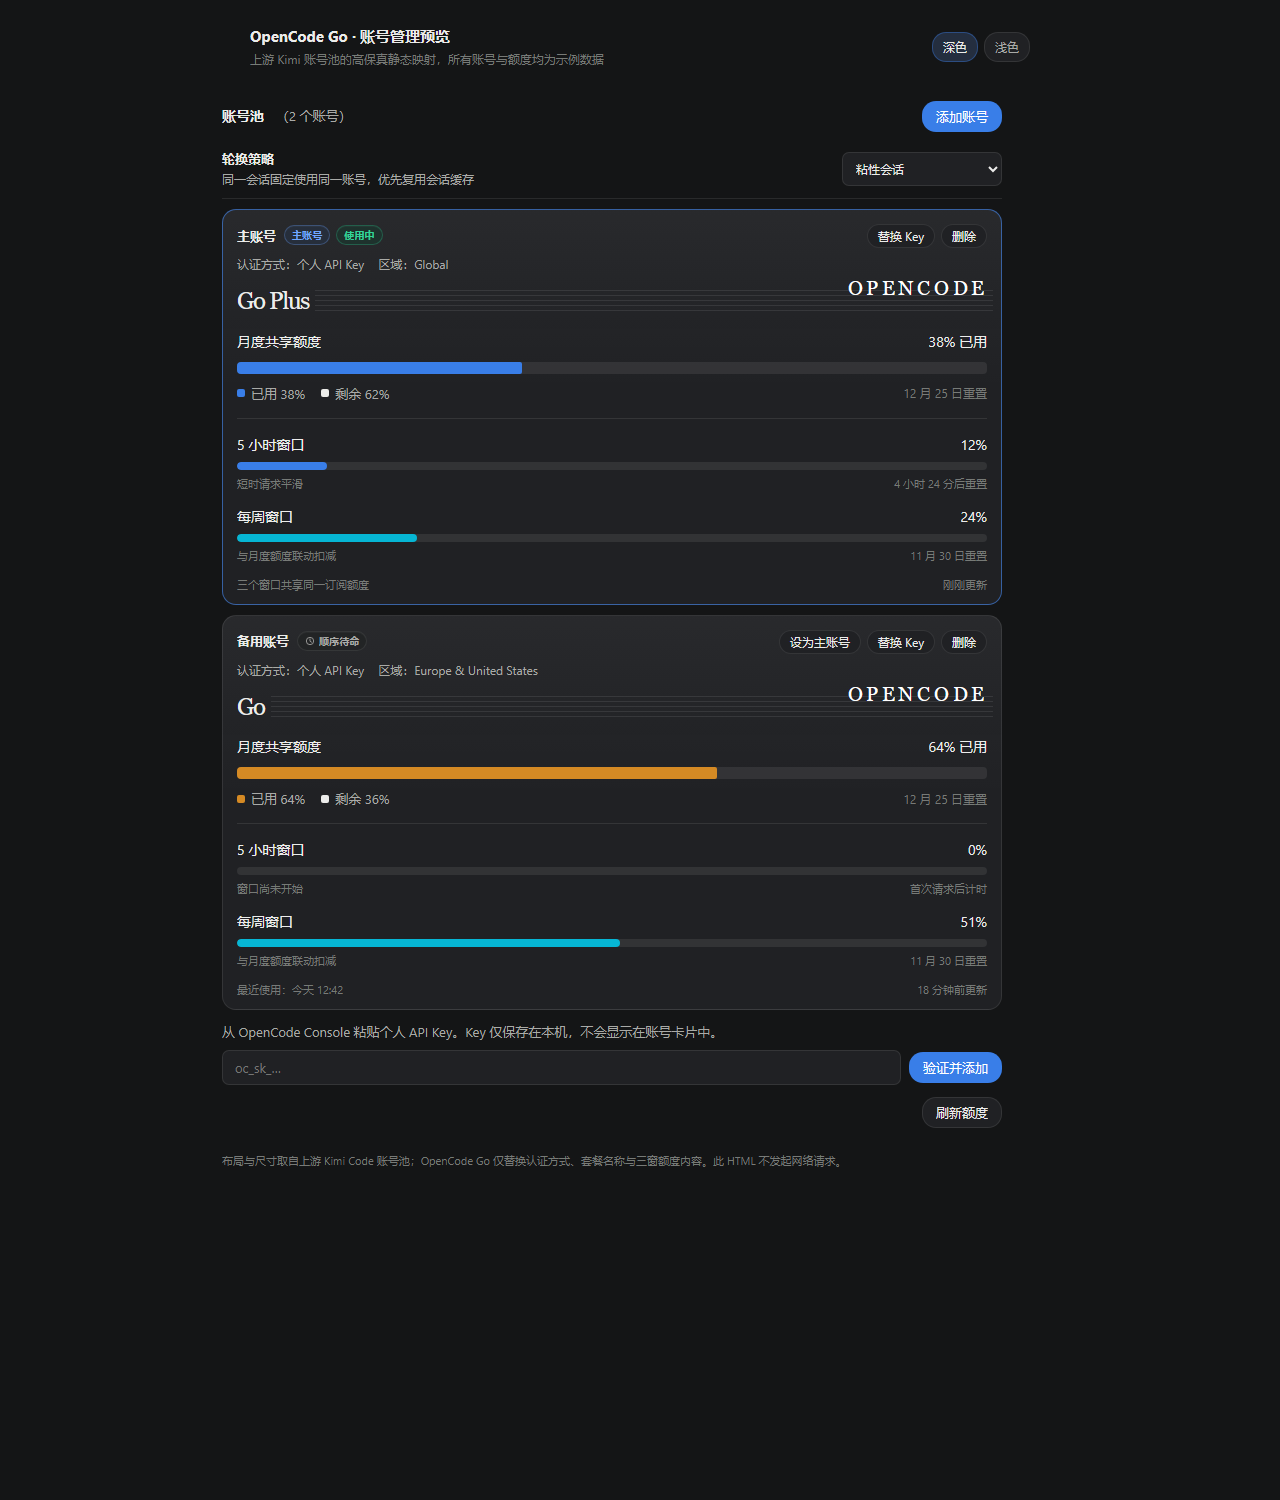 OpenCode Go · 账号管理预览
上游 Kimi 账号池的高保真静态映射，所有账号与额度均为示例数据
深色
浅色
账号池 （2 个账号）
添加账号
轮换策略
同一会话固定使用同一账号，优先复用会话缓存
粘性会话
主账号 主账号 使用中
替换 Key 删除
认证方式：个人 API Key 区域：Global
Go Plus
OPENCODE
月度共享额度 38% 已用
已用 38% 剩余 62% 12 月 25 日重置
5 小时窗口 12%
短时请求平滑 4 小时 24 分后重置
每周窗口 24%
与月度额度联动扣减 11 月 30 日重置
三个窗口共享同一订阅额度 刚刚更新
备用账号 顺序待命
设为主账号 替换 Key 删除
认证方式：个人 API Key 区域：Europe & United States
Go
OPENCODE
月度共享额度 64% 已用
已用 64% 剩余 36% 12 月 25 日重置
5 小时窗口 0%
窗口尚未开始 首次请求后计时
每周窗口 51%
与月度额度联动扣减 11 月 30 日重置
最近使用：今天 12:42 18 分钟前更新
从 OpenCode Console 粘贴个人 API Key。Key 仅保存在本机，不会显示在账号卡片中。
oc_sk_...
验证并添加
刷新额度
布局与尺寸取自上游 Kimi Code 账号池；OpenCode Go 仅替换认证方式、套餐名称与三窗额度内容。此 HTML 不发起网络请求。